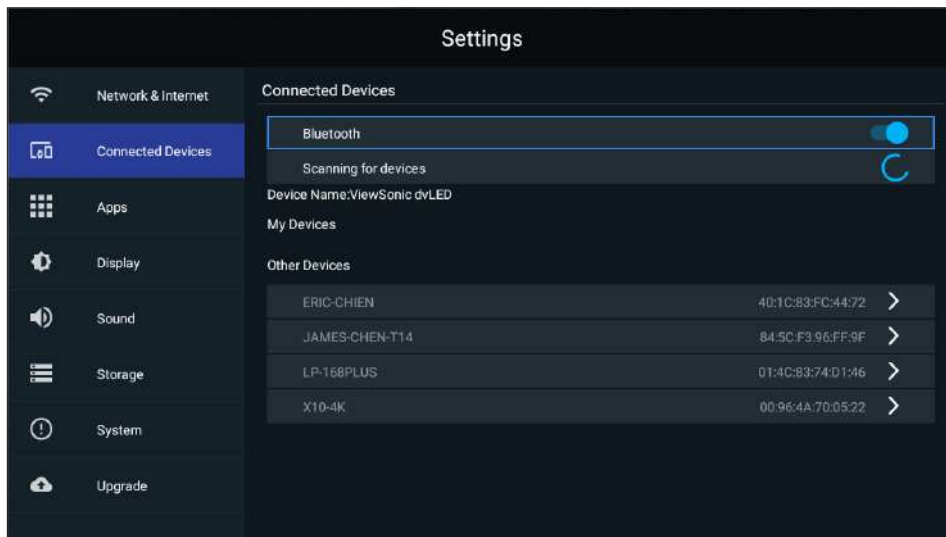 Settings
Network & Internet
Connected Devices
Apps
Display
Sound
Storage
System
Upgrade
Connected Devices
Bluetooth
Scanning for devices
Device Name:ViewSonic dvLED
My Devices
Other Devices
ERIC-CHIEN 40:1C:83:FC:44:72
JAMES-CHEN-T14 84:5C:F3:96:FF:9F
LP-168PLUS 01:4C:83:74:D1:46
X10-4K 00:96:4A:70:05:22